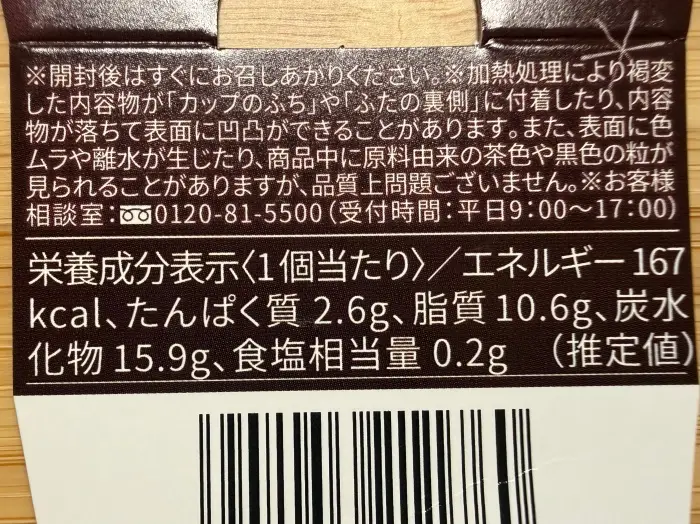 ※開封後はすぐにお召しあがりください。※加熱処理により褐変
した内容物が「カップのふち」や「ふたの裏側」に付着したり、内容
物が落ちて表面に凹凸ができることがあります。また、表面に色
ムラや離水が生じたり、商品中に原料由来の茶色や黒色の粒が
見られることがありますが、品質上問題ございません。※お客様
相談室：0120-81-5500（受付時間：平日9：00〜17：00）
栄養成分表示〈1個当たり〉／エネルギー 167
kcal、たんぱく質 2.6g、脂質 10.6g、炭水
化物 15.9g、食塩相当量 0.2g （推定値）